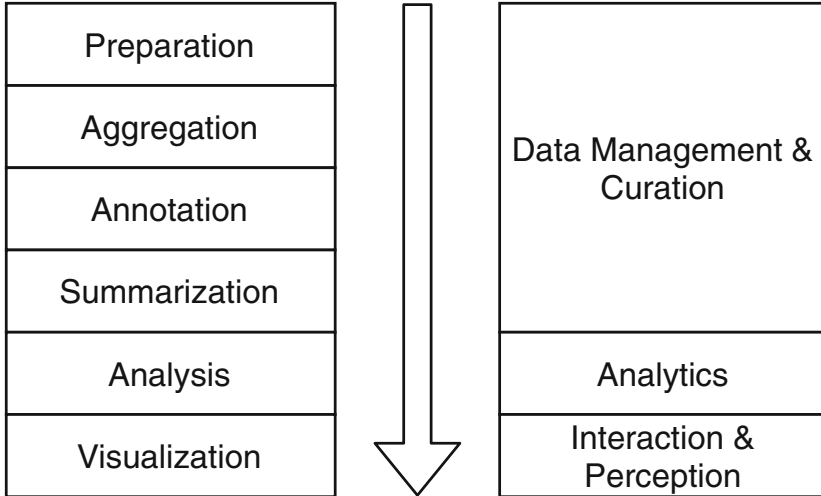 Preparation
Aggregation
Annotation
Summarization
Analysis
Visualization
Data Management &
Curation
Analytics
Interaction &
Perception